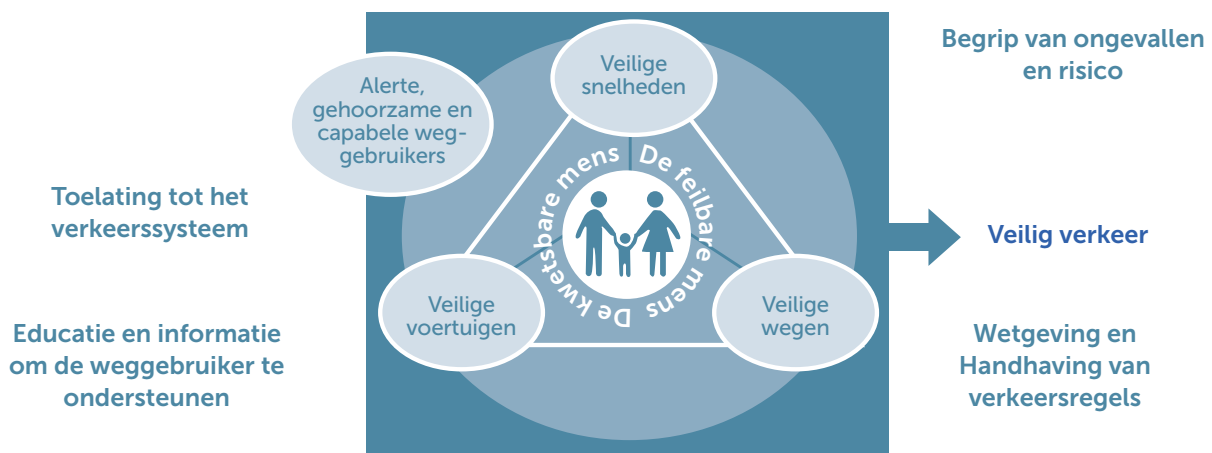 Begrip van ongevallen
en risico
Veilige
snelheden
Alerte,
gehoorzame en
capabele weg-
gebruikers
De kwetsbare mens
De feilbare mens
Toelating tot het
verkeerssysteem
Veilig verkeer
Veilige
voertuigen
Veilige
wegen
Educatie en informatie
om de weggebruiker te
ondersteunen
Wetgeving en
Handhaving van
verkeersregels